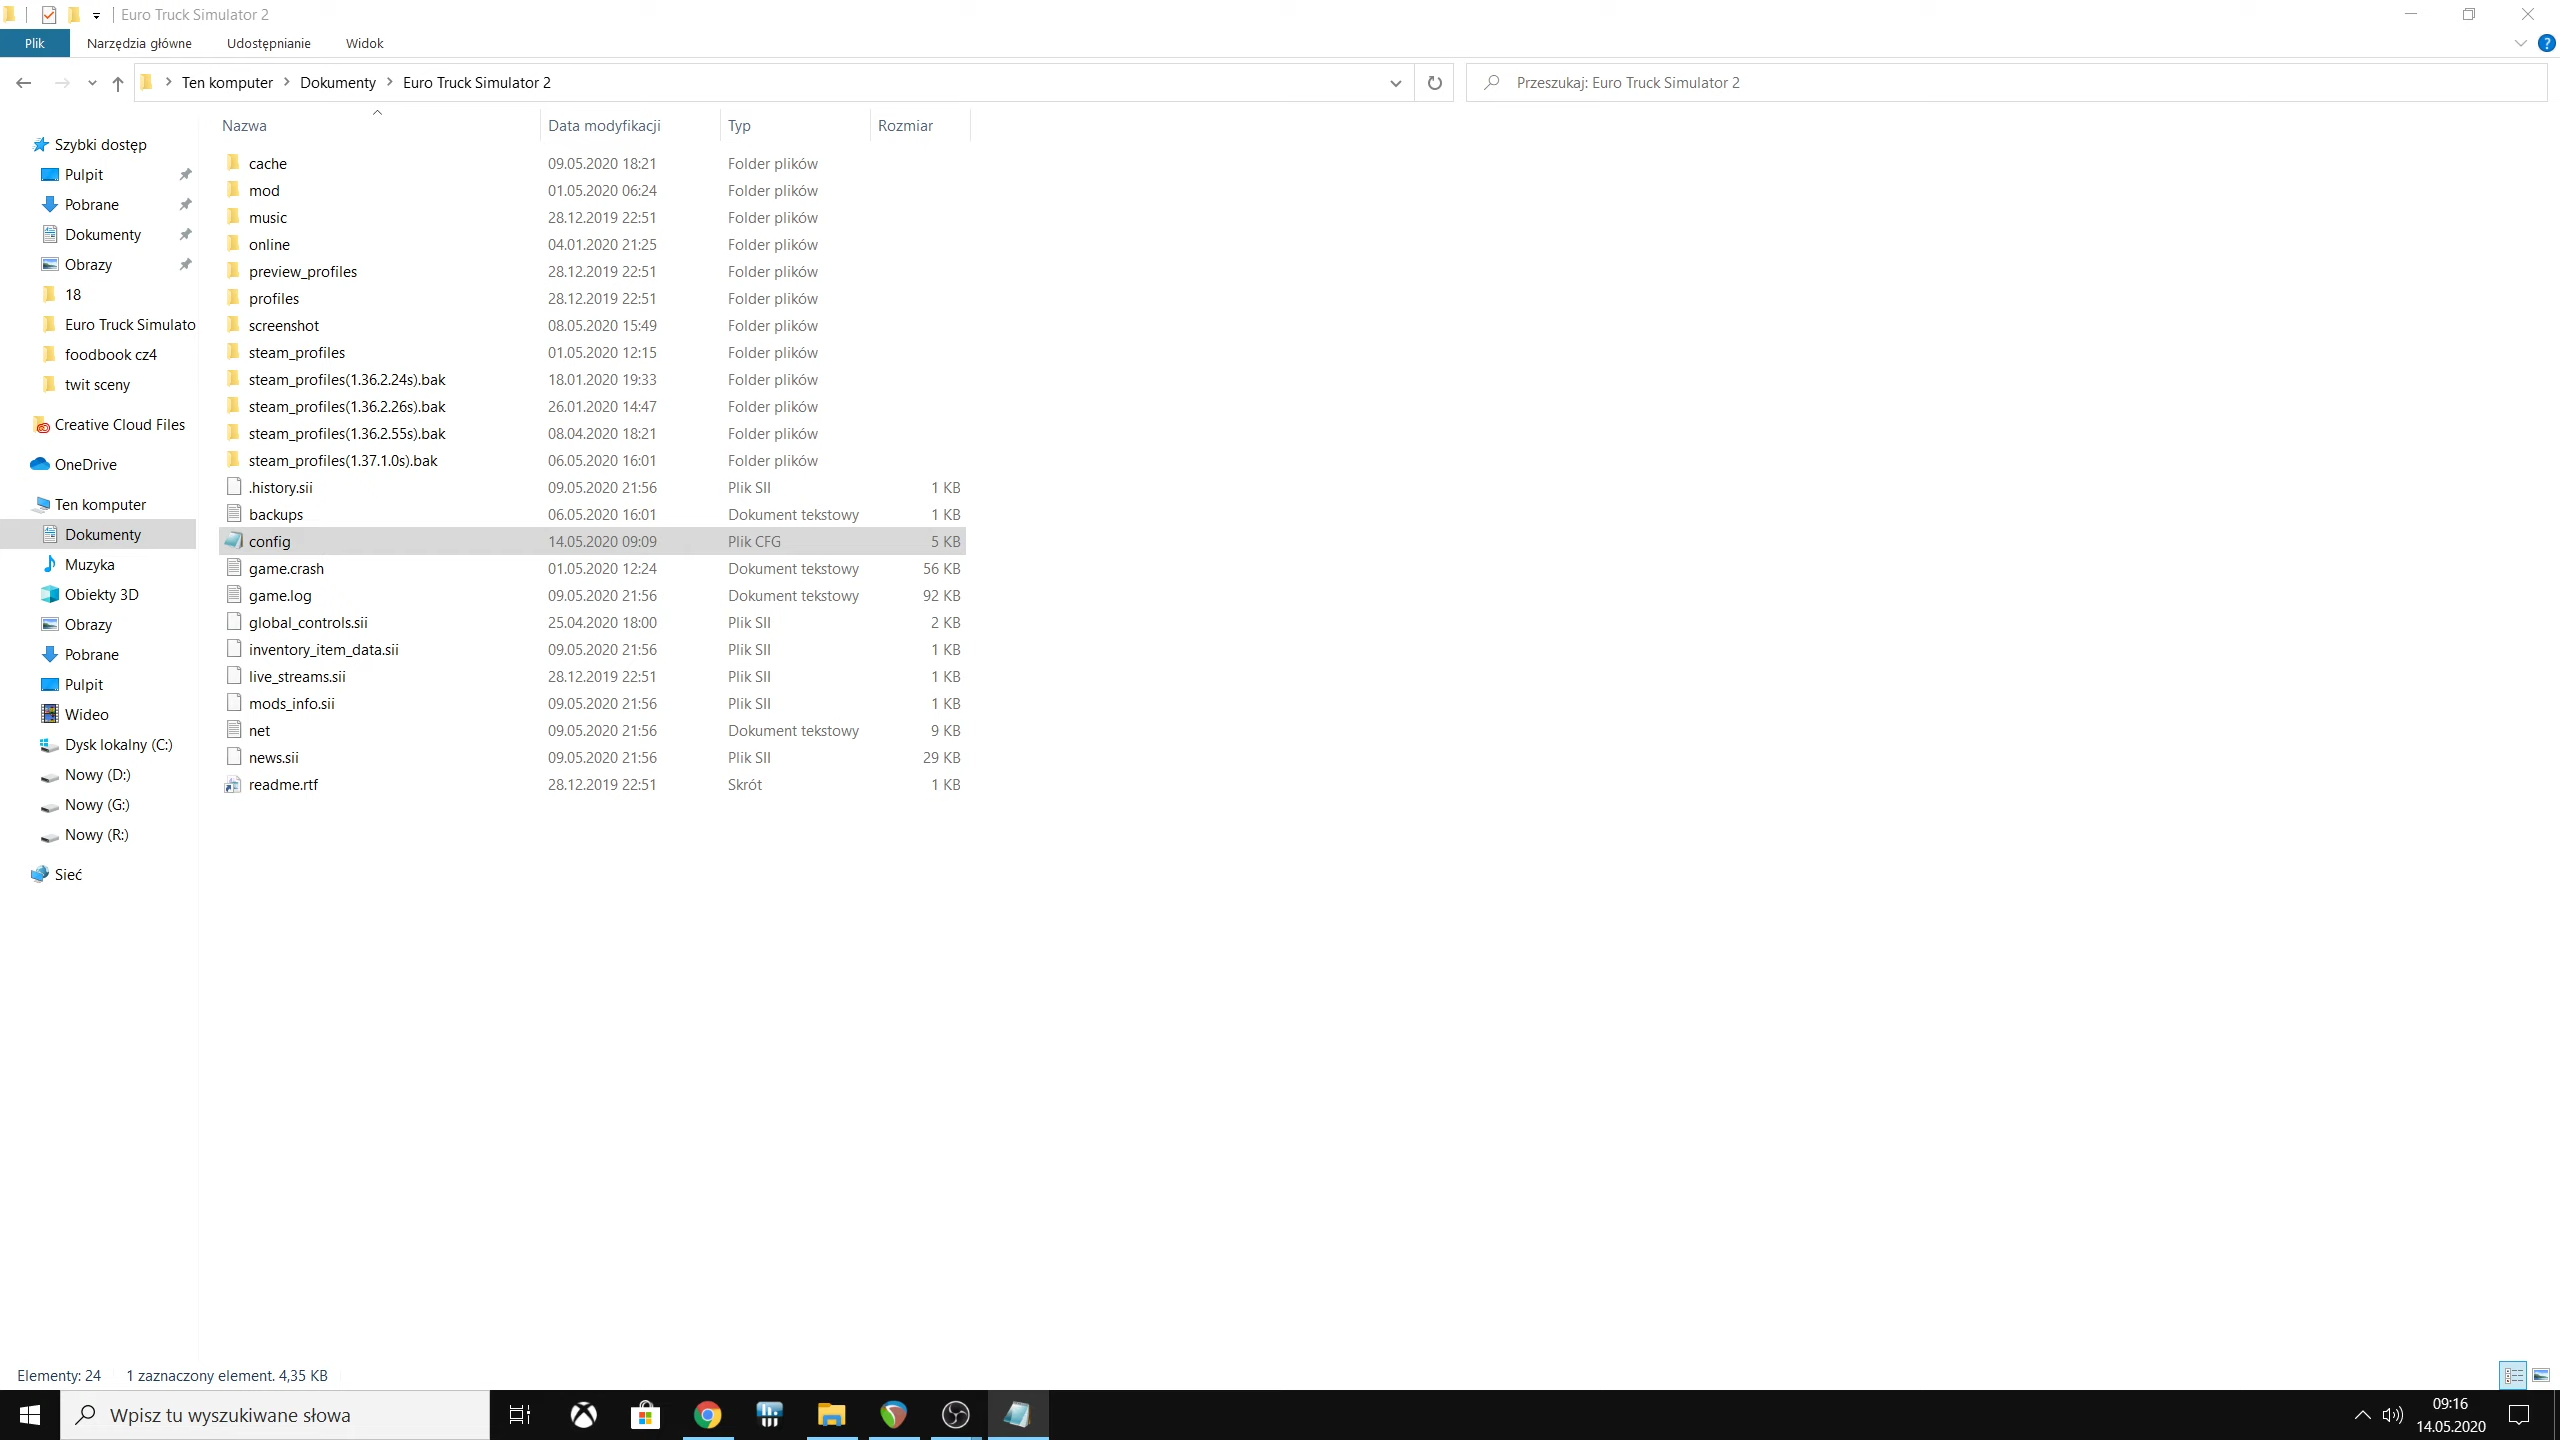 Euro Truck Simulator 2
Plik Narzędzia główne Udostępnianie Widok
Ten komputer Dokumenty Euro Truck Simulator 2 Przeszukaj: Euro Truck Simulator 2
Nazwa Data modyfikacji Typ Rozmiar
Szybki dostęp
Pulpit
Pobrane
Dokumenty
Obrazy
18
Euro Truck Simulato
foodbook cz4
twit sceny
Creative Cloud Files
OneDrive
Ten komputer
Dokumenty
Muzyka
Obiekty 3D
Obrazy
Pobrane
Pulpit
Wideo
Dysk lokalny (C:)
Nowy (D:)
Nowy (G:)
Nowy (R:)
Sieć
cache 09.05.2020 18:21 Folder plików
mod 01.05.2020 06:24 Folder plików
music 28.12.2019 22:51 Folder plików
online 04.01.2020 21:25 Folder plików
preview_profiles 28.12.2019 22:51 Folder plików
profiles 28.12.2019 22:51 Folder plików
screenshot 08.05.2020 15:49 Folder plików
steam_profiles 01.05.2020 12:15 Folder plików
steam_profiles(1.36.2.24s).bak 18.01.2020 19:33 Folder plików
steam_profiles(1.36.2.26s).bak 26.01.2020 14:47 Folder plików
steam_profiles(1.36.2.55s).bak 08.04.2020 18:21 Folder plików
steam_profiles(1.37.1.0s).bak 06.05.2020 16:01 Folder plików
.history.sii 09.05.2020 21:56 Plik SII 1 KB
backups 06.05.2020 16:01 Dokument tekstowy 1 KB
config 14.05.2020 09:09 Plik CFG 5 KB
game.crash 01.05.2020 12:24 Dokument tekstowy 56 KB
game.log 09.05.2020 21:56 Dokument tekstowy 92 KB
global_controls.sii 25.04.2020 18:00 Plik SII 2 KB
inventory_item_data.sii 09.05.2020 21:56 Plik SII 1 KB
live_streams.sii 28.12.2019 22:51 Plik SII 1 KB
mods_info.sii 09.05.2020 21:56 Plik SII 1 KB
net 09.05.2020 21:56 Dokument tekstowy 9 KB
news.sii 09.05.2020 21:56 Plik SII 29 KB
readme.rtf 28.12.2019 22:51 Skrót 1 KB
Elementy: 24 1 zaznaczony element. 4,35 KB
Wpisz tu wyszukiwane słowa
09:16
14.05.2020